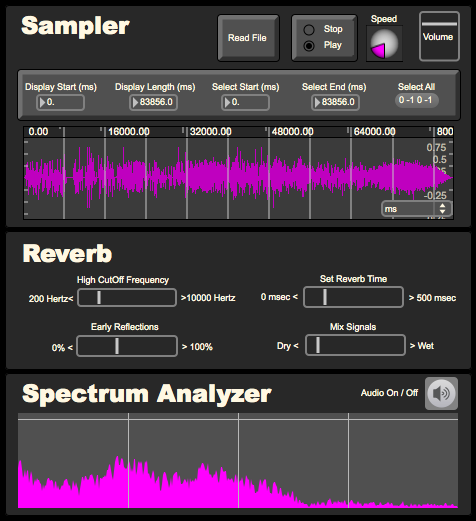 Sampler
Read File
Stop
Play
Speed
Volume
Display Start (ms)
Display Length (ms)
Select Start (ms)
Select End (ms)
Select All
0.
83856.0
0.
83856.0
0 -1 0 -1
0.00 16000.00 32000.00 48000.00 64000.00 800
0.75
0.5
-0.25
ms
Reverb
High CutOff Frequency
200 Hertz< >10000 Hertz
Set Reverb Time
0 msec < > 500 msec
Early Reflections
0% < > 100%
Mix Signals
Dry < > Wet
Spectrum Analyzer
Audio On / Off